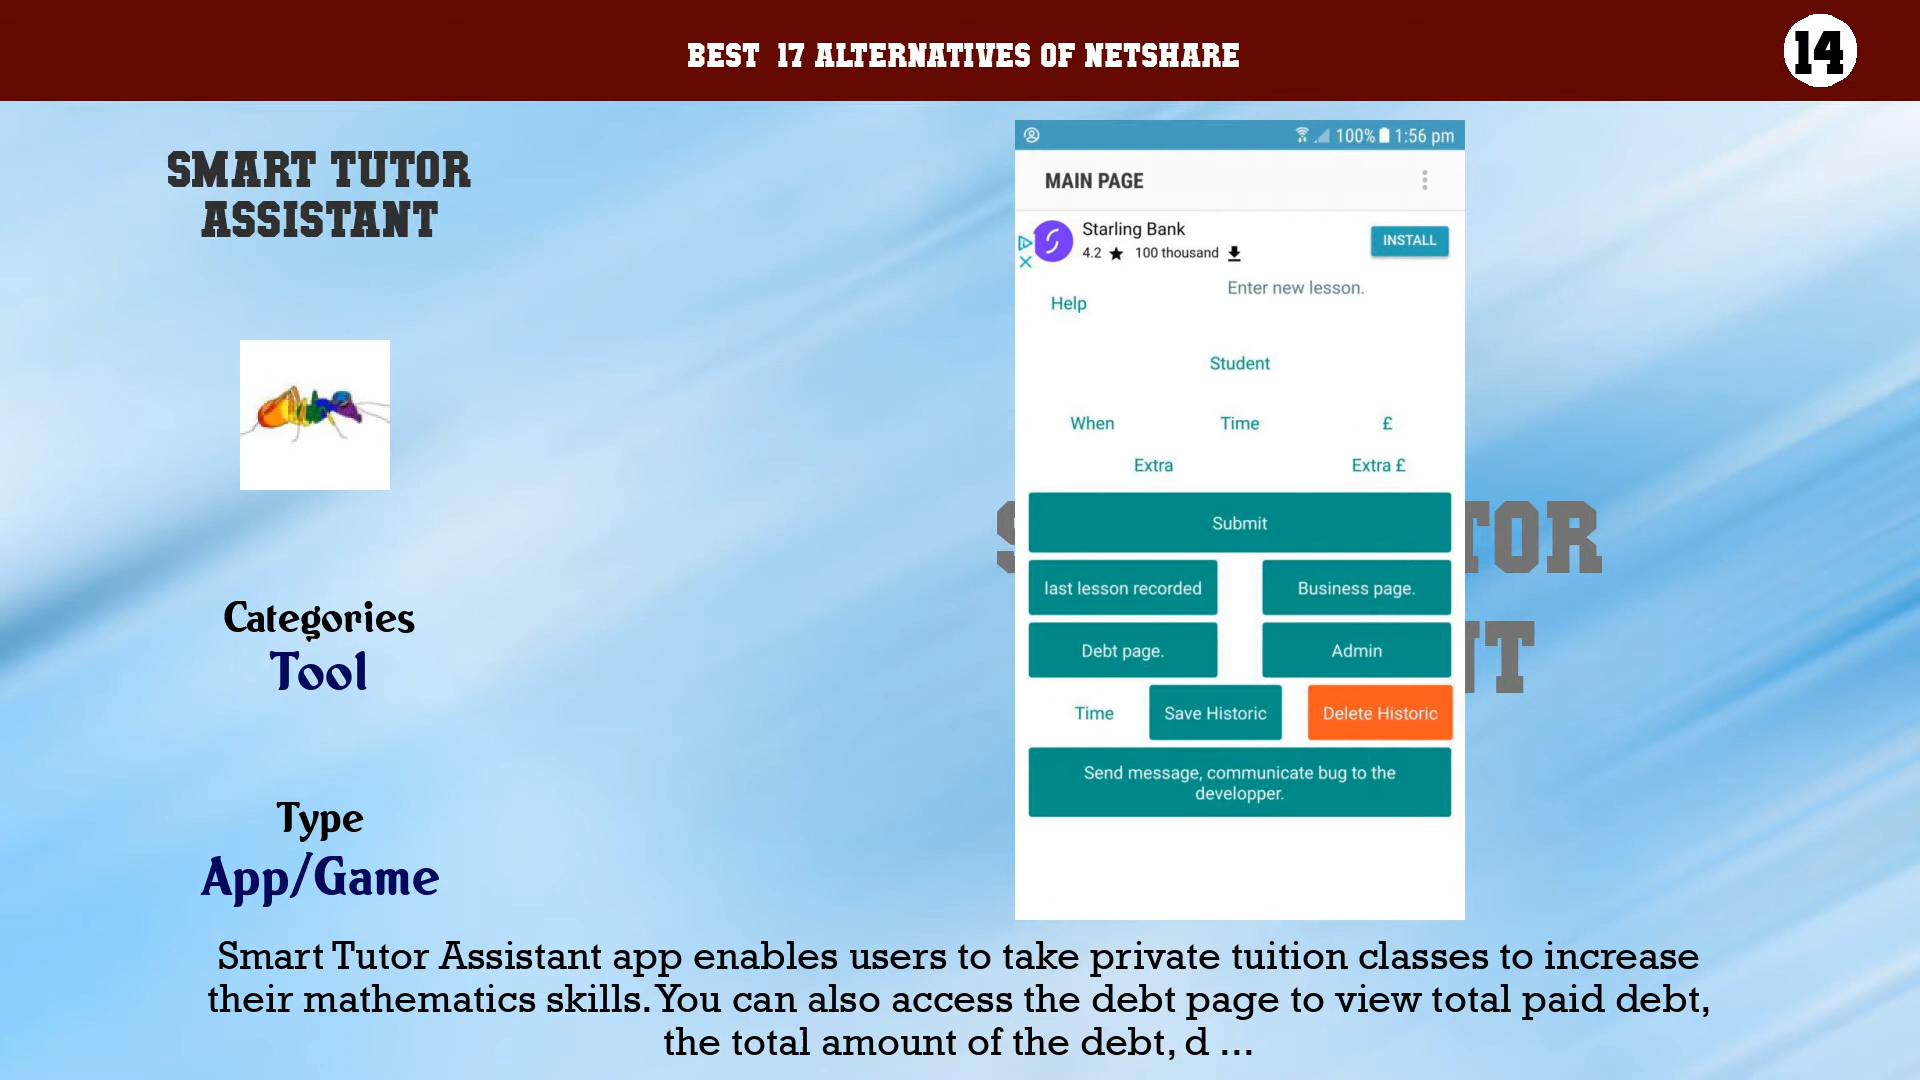 BEST 17 ALTERNATIVES OF NETSHARE
14
SMART TUTOR
ASSISTANT
Categories
Tool
Type
App/Game
100% 1:56 pm
MAIN PAGE
Starling Bank
4.2 ★ 100 thousand
INSTALL
Enter new lesson.
Help
Student
When Time £
Extra Extra £
Submit
last lesson recorded Business page.
Debt page. Admin
Time Save Historic Delete Historic
Send message, communicate bug to the
developper.
Smart Tutor Assistant app enables users to take private tuition classes to increase
their mathematics skills. You can also access the debt page to view total paid debt,
the total amount of the debt, d ...